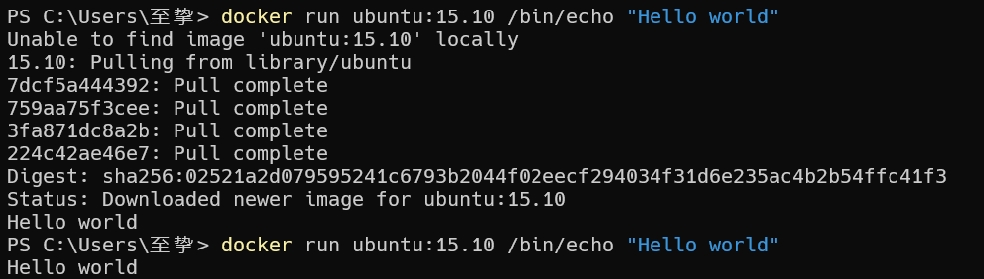 PS C:\Users\至挚> docker run ubuntu:15.10 /bin/echo "Hello world"
Unable to find image 'ubuntu:15.10' locally
15.10: Pulling from library/ubuntu
7dcf5a444392: Pull complete
759aa75f3cee: Pull complete
3fa871dc8a2b: Pull complete
224c42ae46e7: Pull complete
Digest: sha256:02521a2d079595241c6793b2044f02eecf294034f31d6e235ac4b2b54ffc41f3
Status: Downloaded newer image for ubuntu:15.10
Hello world
PS C:\Users\至挚> docker run ubuntu:15.10 /bin/echo "Hello world"
Hello world